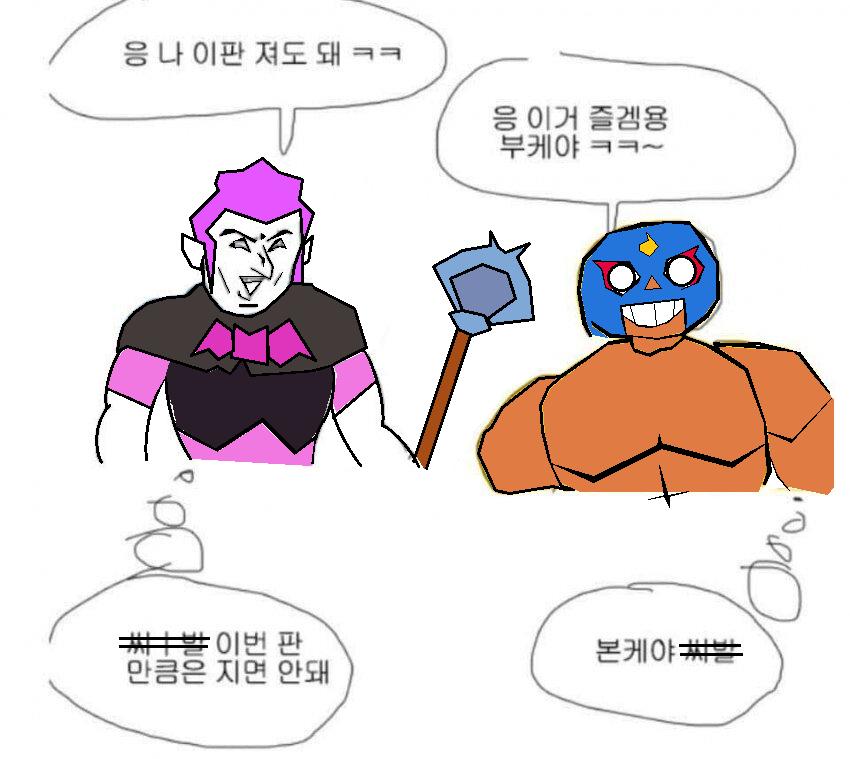 응 나 이판 져도 돼 ㅋㅋ
응 이거 즐겜용
부케야 ㅋㅋ~
씨ㅣ발 이번 판
만큼은 지면 안돼
본케야 씨발